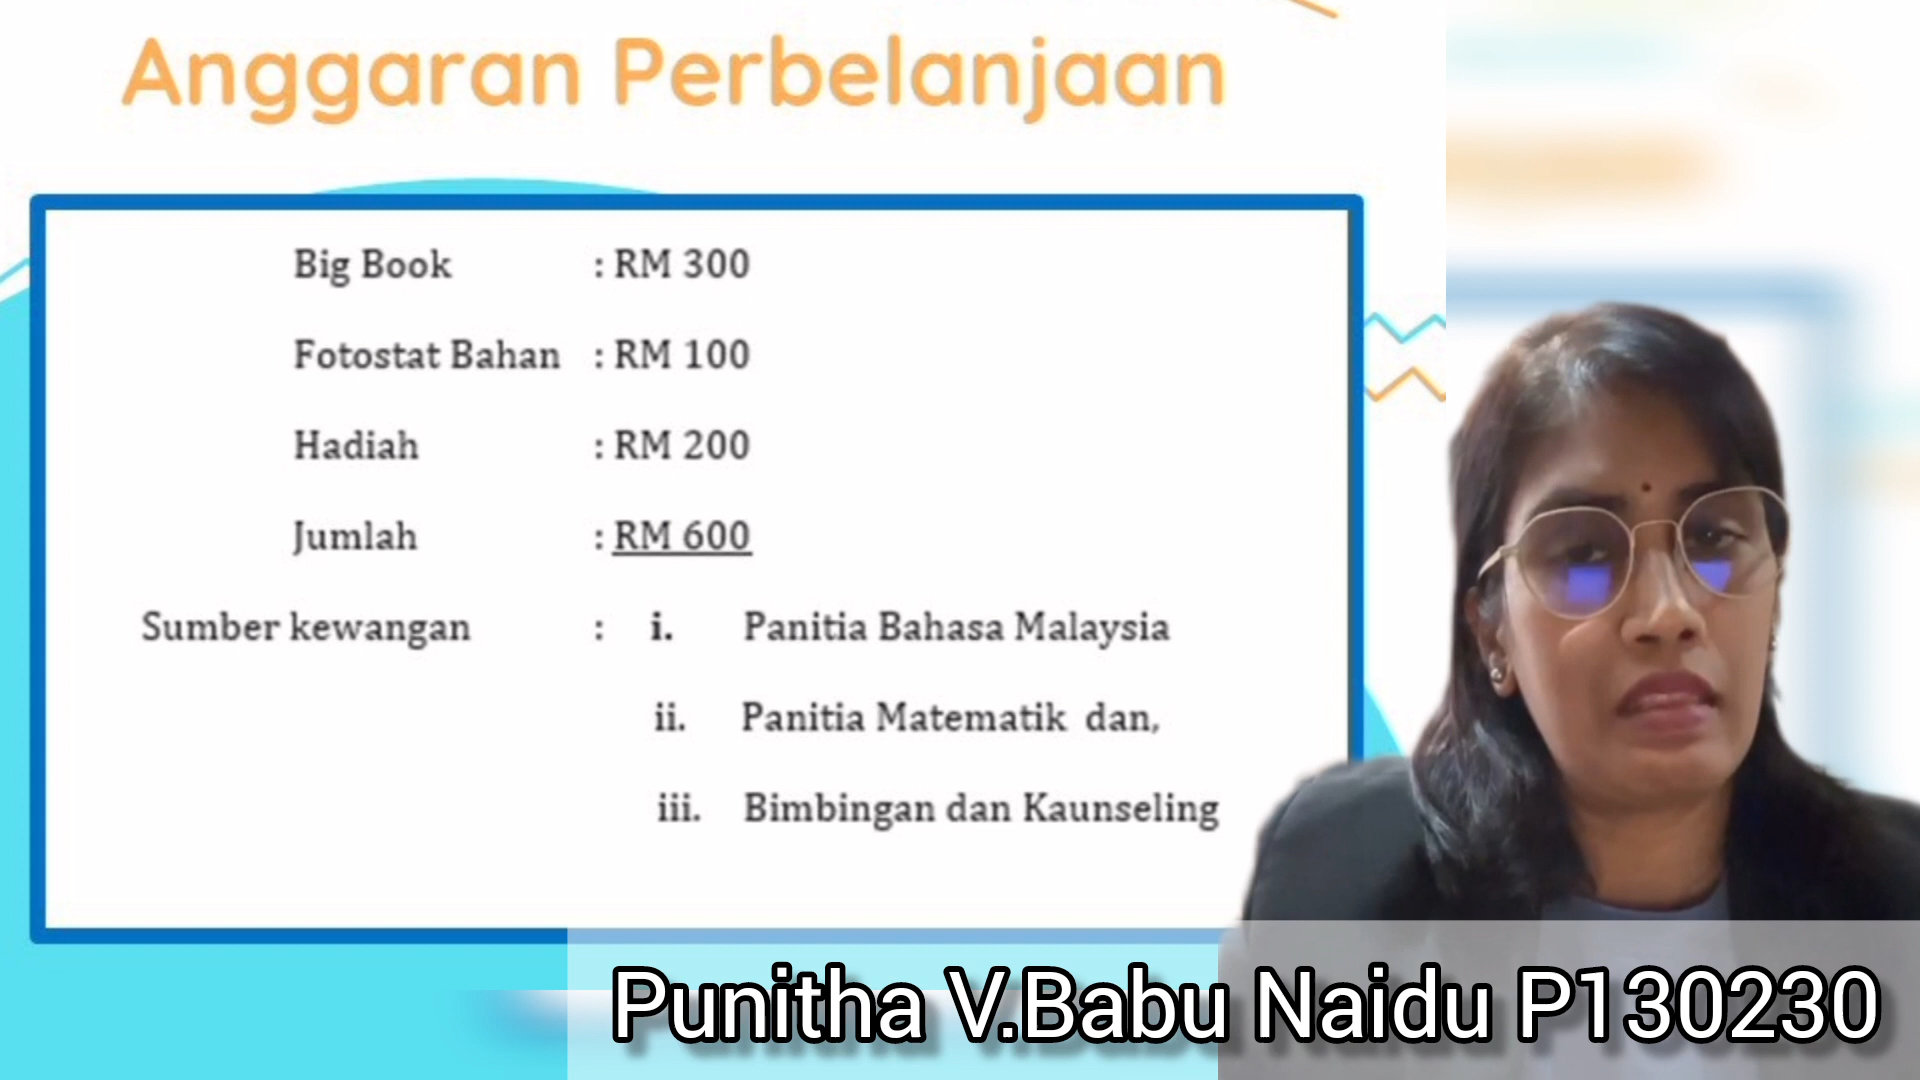 Anggaran Perbelanjaan
Big Book : RM 300
Fotostat Bahan : RM 100
Hadiah : RM 200
Jumlah : RM 600
Sumber kewangan : i. Panitia Bahasa Malaysia
ii. Panitia Matematik dan,
iii. Bimbingan dan Kaunseling
Punitha V.Babu Naidu P130230